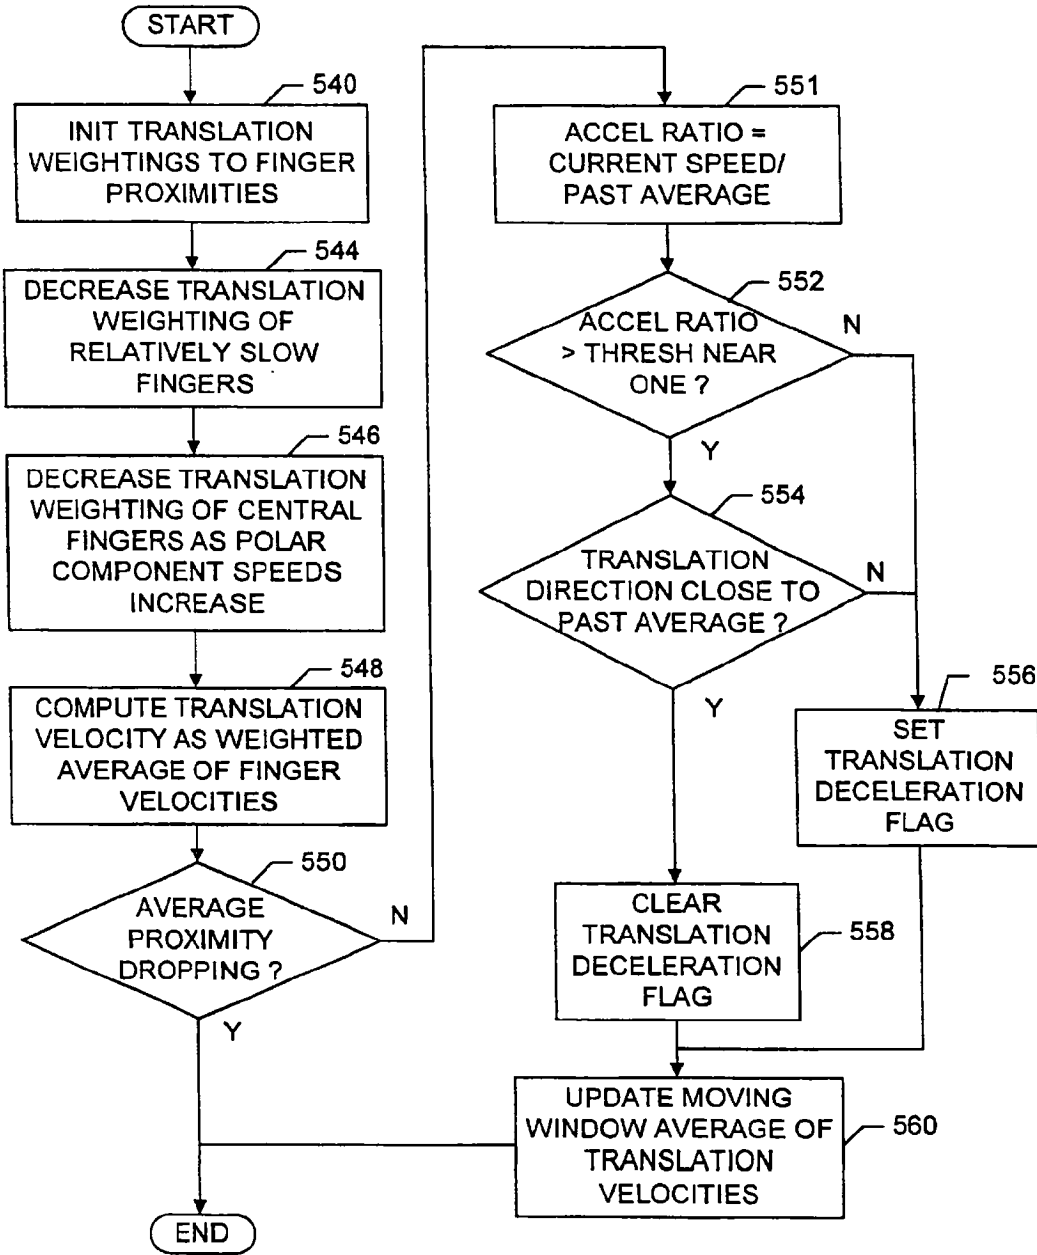 START
540
INIT TRANSLATION
WEIGHTINGS TO FINGER
PROXIMITIES
544
DECREASE TRANSLATION
WEIGHTING OF
RELATIVELY SLOW
FINGERS
546
DECREASE TRANSLATION
WEIGHTING OF CENTRAL
FINGERS AS POLAR
COMPONENT SPEEDS
INCREASE
548
COMPUTE TRANSLATION
VELOCITY AS WEIGHTED
AVERAGE OF FINGER
VELOCITIES
550
AVERAGE
PROXIMITY
DROPPING ?
N
Y
END
551
ACCEL RATIO =
CURRENT SPEED/
PAST AVERAGE
552
ACCEL RATIO
> THRESH NEAR
ONE ?
N
Y
554
TRANSLATION
DIRECTION CLOSE TO
PAST AVERAGE ?
N
Y
556
SET
TRANSLATION
DECELERATION
FLAG
558
CLEAR
TRANSLATION
DECELERATION
FLAG
560
UPDATE MOVING
WINDOW AVERAGE OF
TRANSLATION
VELOCITIES